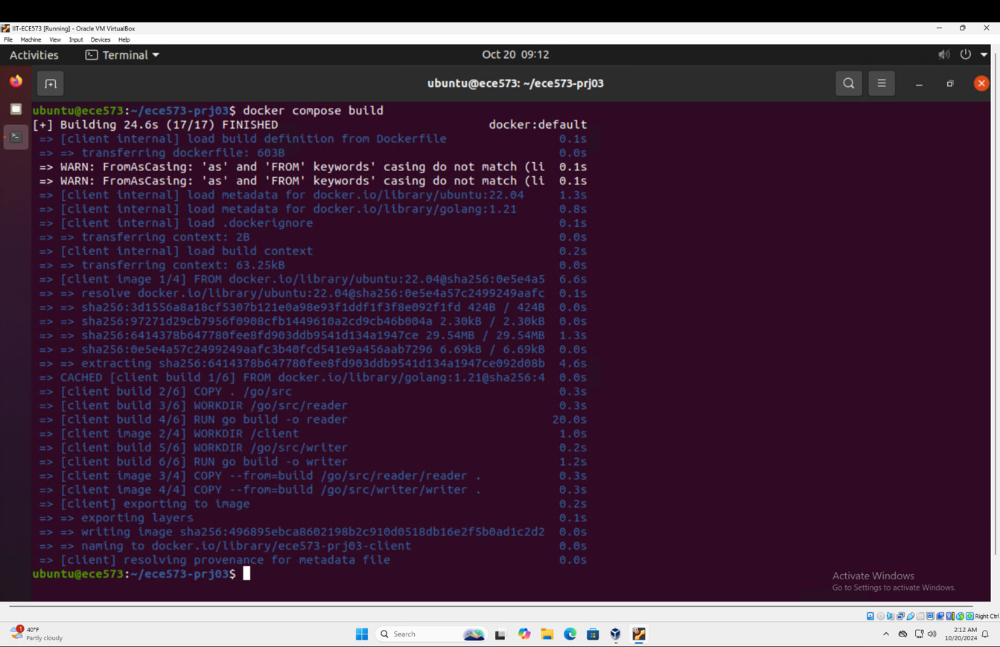 IIT-ECE573 [Running] - Oracle VM VirtualBox
File Machine View Input Devices Help
Activities Terminal Oct 20 09:12
ubuntu@ece573: ~/ece573-prj03
ubuntu@ece573:~/ece573-prj03$ docker compose build
[+] Building 24.6s (17/17) FINISHED docker:default
=> [client internal] load build definition from Dockerfile 0.1s
=> => transferring dockerfile: 603B 0.0s
=> WARN: FromAsCasing: 'as' and 'FROM' keywords' casing do not match (li 0.1s
=> WARN: FromAsCasing: 'as' and 'FROM' keywords' casing do not match (li 0.1s
=> [client internal] load metadata for docker.io/library/ubuntu:22.04 1.3s
=> [client internal] load metadata for docker.io/library/golang:1.21 0.8s
=> [client internal] load .dockerignore 0.1s
=> => transferring context: 2B 0.0s
=> [client internal] load build context 0.2s
=> => transferring context: 63.25kB 0.0s
=> [client image 1/4] FROM docker.io/library/ubuntu:22.04@sha256:0e5e4a5 6.6s
=> => resolve docker.io/library/ubuntu:22.04@sha256:0e5e4a57c2499249aafc 0.1s
=> => sha256:3d1556a8a18cf5307b121e0a98e93f1ddf1f3f8e092f1fd 424B / 424B 0.0s
=> => sha256:97271d29cb7956f0908cfb1449610a2cd9cb46b004a 2.30kB / 2.30kB 0.0s
=> => sha256:6414378b647780fee8fd903ddb9541d134a1947ce 29.54MB / 29.54MB 1.3s
=> => sha256:0e5e4a57c2499249aafc3b40fcd541e9a456aab7296 6.69kB / 6.69kB 0.0s
=> => extracting sha256:6414378b647780fee8fd903ddb9541d134a1947ce092d08b 4.6s
=> CACHED [client build 1/6] FROM docker.io/library/golang:1.21@sha256:4 0.0s
=> [client build 2/6] COPY . /go/src 0.3s
=> [client build 3/6] WORKDIR /go/src/reader 0.3s
=> [client build 4/6] RUN go build -o reader 20.0s
=> [client image 2/4] WORKDIR /client 1.0s
=> [client build 5/6] WORKDIR /go/src/writer 0.2s
=> [client build 6/6] RUN go build -o writer 1.2s
=> [client image 3/4] COPY --from=build /go/src/reader/reader . 0.3s
=> [client image 4/4] COPY --from=build /go/src/writer/writer . 0.3s
=> [client] exporting to image 0.2s
=> => exporting layers 0.1s
=> => writing image sha256:496895ebca8602198b2c910d0518db16e2f5b0ad1c2d2 0.0s
=> => naming to docker.io/library/ece573-prj03-client 0.0s
=> [client] resolving provenance for metadata file 0.0s
ubuntu@ece573:~/ece573-prj03$
Activate Windows
Go to Settings to activate Windows.
Right Ctrl
1
40°F
Partly cloudy
Search
2:12 AM
10/20/2024